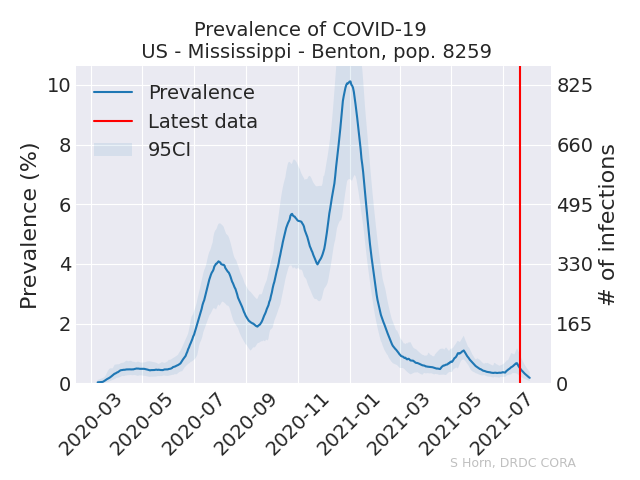 Prevalence of COVID-19
US - Mississippi - Benton, pop. 8259
Prevalence (%)
10
8
6
4
2
0
Prevalence
Latest data
95CI
825
660
495
330
165
0
# of infections
2020-03
2020-05
2020-07
2020-09
2020-11
2021-01
2021-03
2021-05
2021-07
S Horn, DRDC CORA